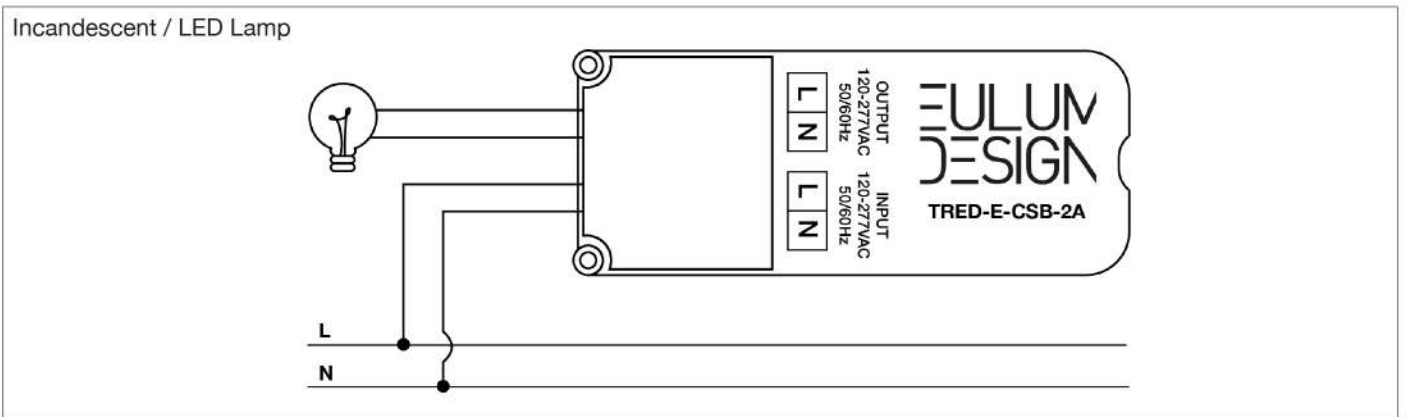 Incandescent / LED Lamp
L
N
OUTPUT
120-277VAC
50/60Hz
L
N
INPUT
120-277VAC
50/60Hz
EULUM
DESIGN
TRED-E-CSB-2A
L
N